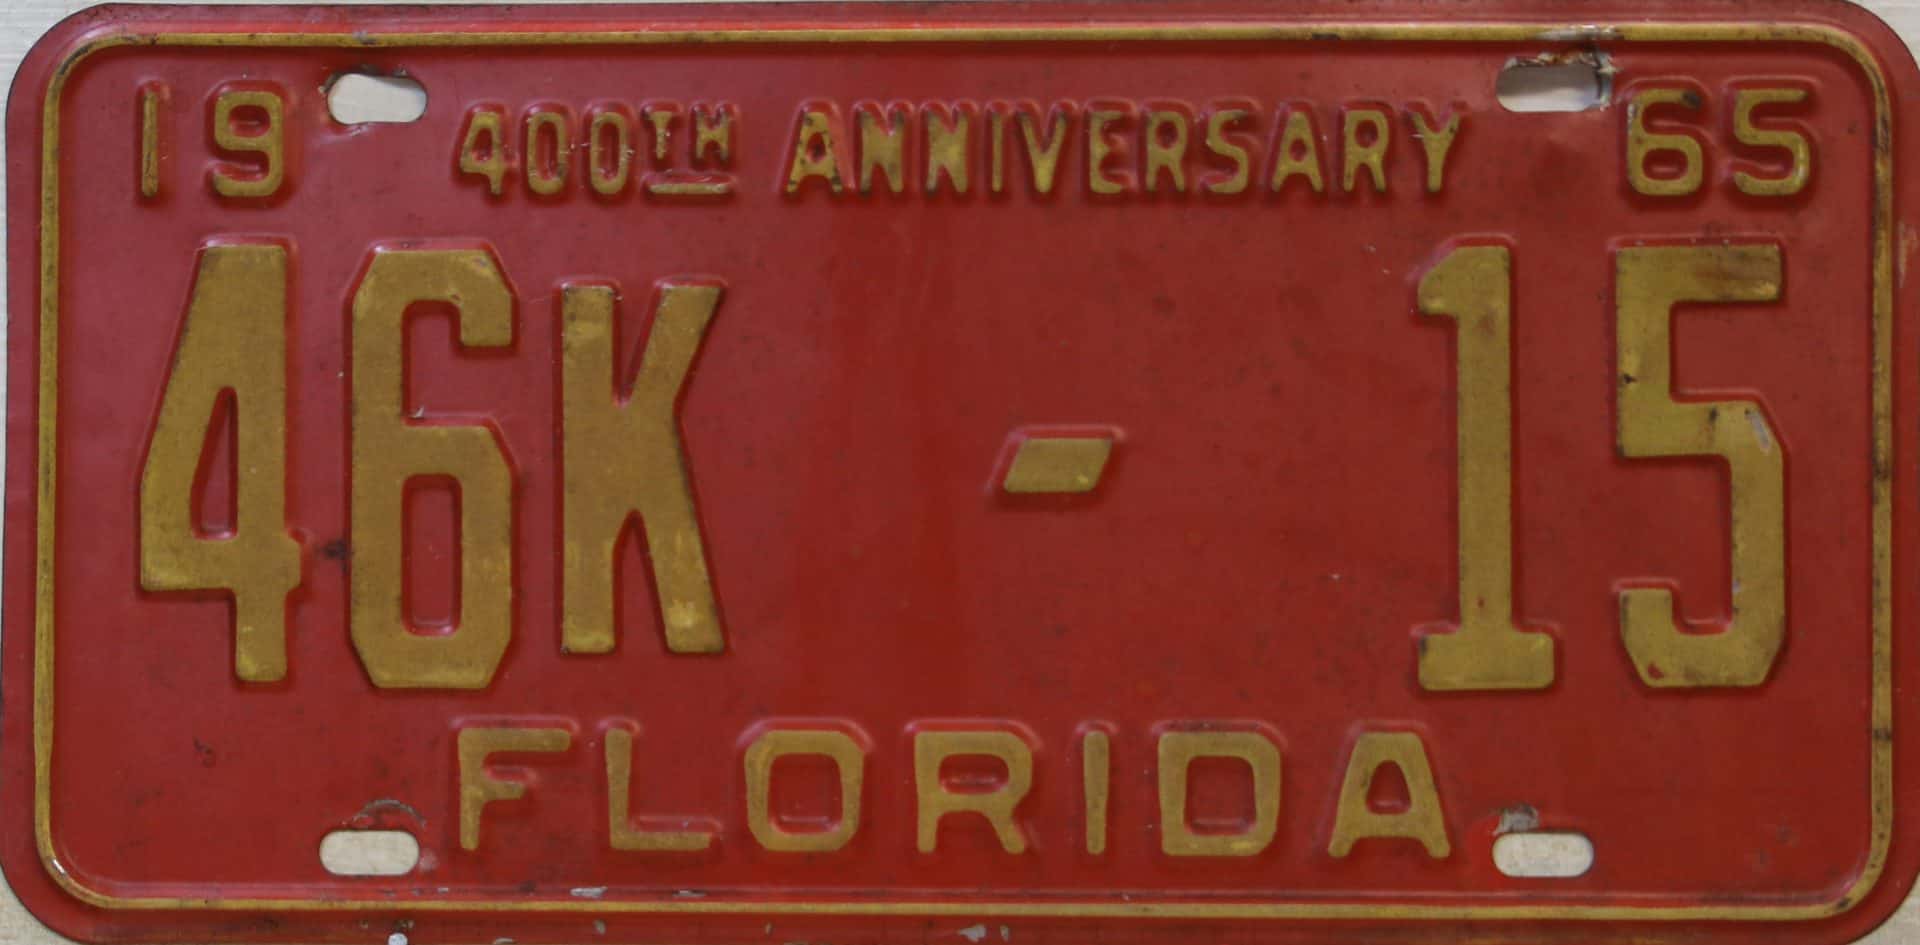 19 400TH ANNIVERSARY 65
46K - 15
FLORIDA